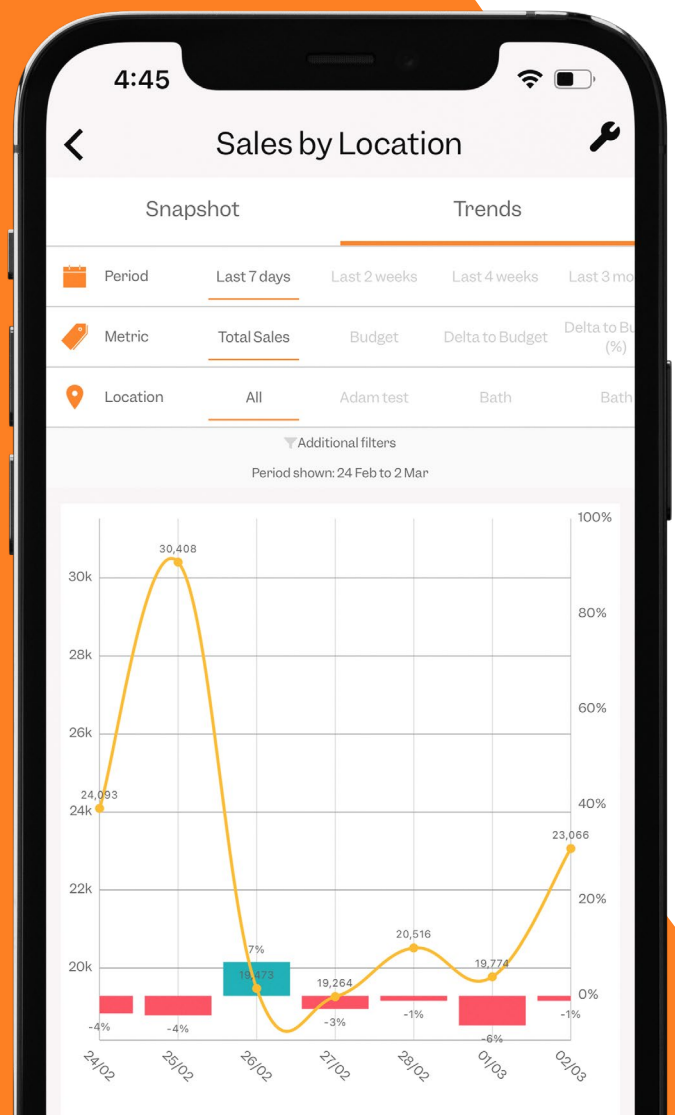 4:45
Sales by Location
Snapshot Trends
Period Last 7 days Last 2 weeks Last 4 weeks Last 3 mo
Metric Total Sales Budget Delta to Budget Delta to Bu
(%)
Location All Adam test Bath Bath
Additional filters
Period shown: 24 Feb to 2 Mar
100%
30,408
30k
80%
28k
60%
26k
24,093
40%
24k
23,066
22k
20%
20,516
7%
20k
19,774
19,473
19,264
0%
-4% -4% -3% -1% -6% -1%
24/02 25/02 26/02 27/02 28/02 01/03 02/03